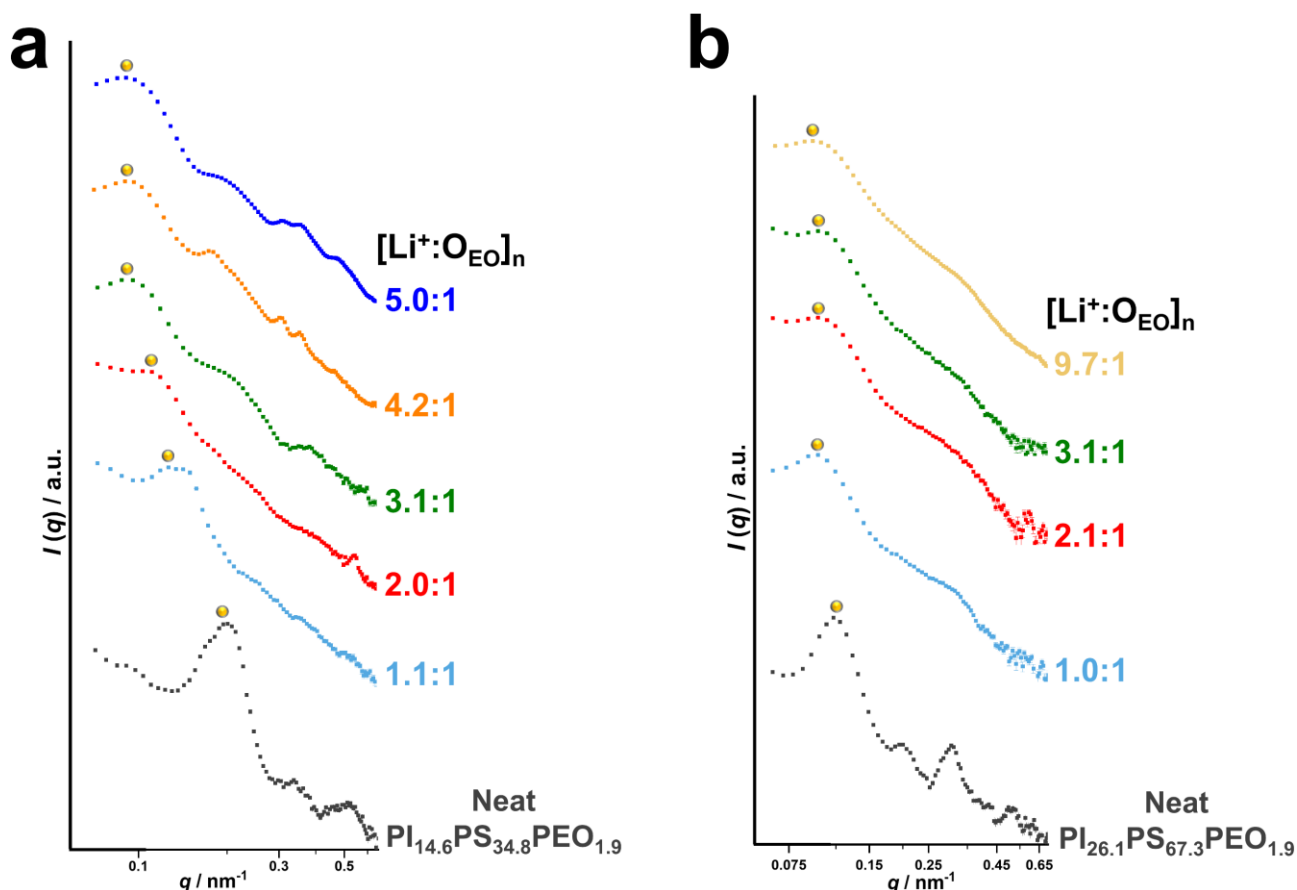 a
[Li⁺:O_EO]ₙ
5.0:1
4.2:1
3.1:1
2.0:1
1.1:1
Neat
PI₁₄.₆PS₃₄.₈PEO₁.₉
I (q) / a.u.
0.1 0.3 0.5
q / nm⁻¹
b
[Li⁺:O_EO]ₙ
9.7:1
3.1:1
2.1:1
1.0:1
Neat
PI₂₆.₁PS₆₇.₃PEO₁.₉
I (q) / a.u.
0.075 0.15 0.25 0.45 0.65
q / nm⁻¹